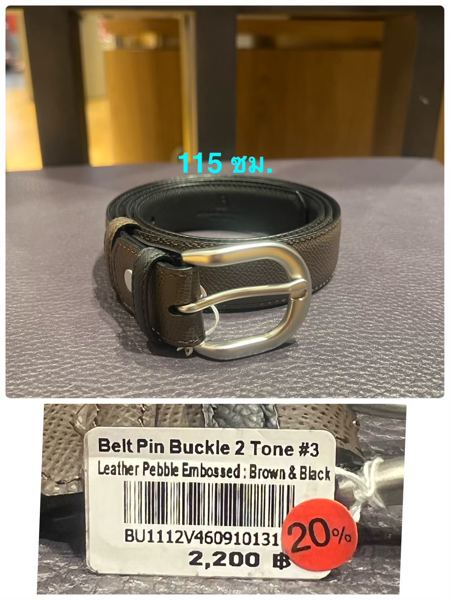 115 ซม.
Belt Pin Buckle 2 Tone #3
Leather Pebble Embossed : Brown & Black
BU1112V460910131
2,200 ฿
20%